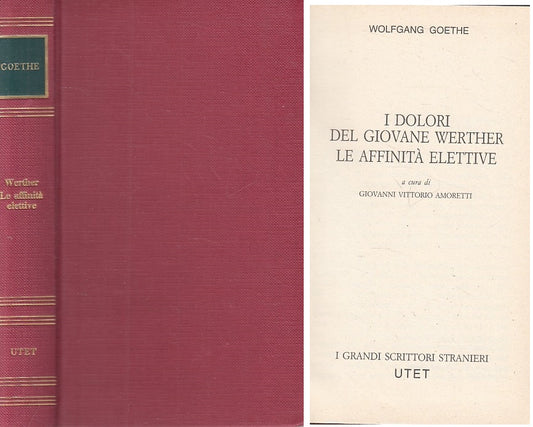 GOETHE
Werther
Le affinità
elettive
UTET
WOLFGANG GOETHE
I DOLORI
DEL GIOVANE WERTHER
LE AFFINITÀ ELETTIVE
a cura di
GIOVANNI VITTORIO AMORETTI
I GRANDI SCRITTORI STRANIERI
UTET